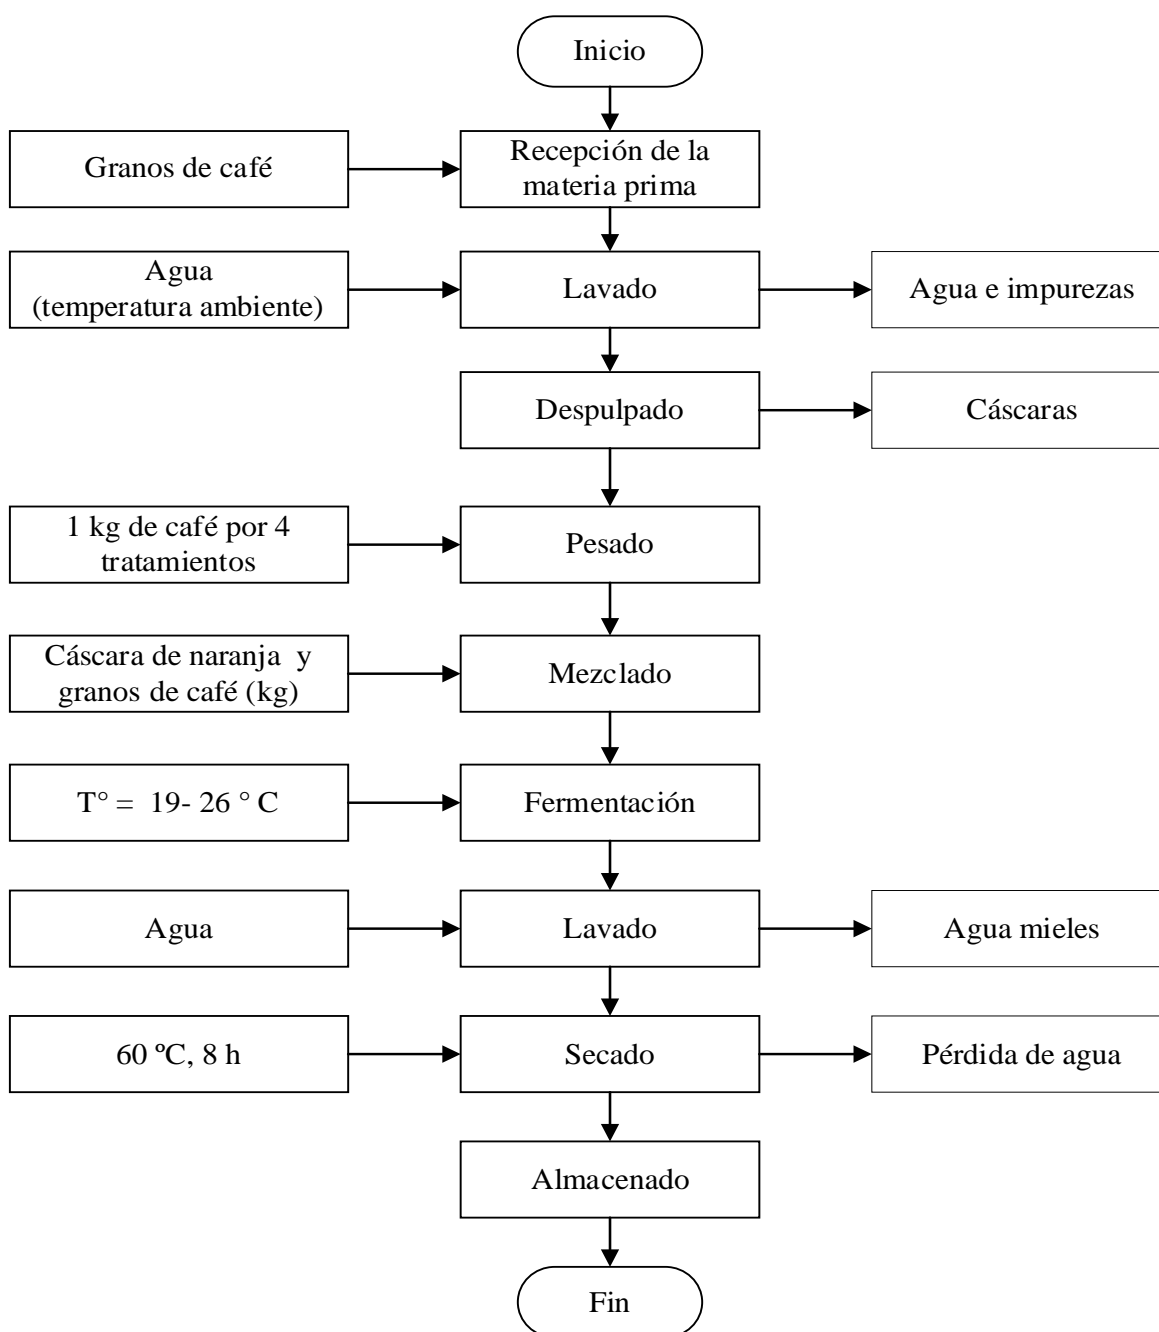 Inicio
Granos de café
Recepción de la
materia prima
Agua
(temperatura ambiente)
Lavado
Agua e impurezas
Despulpado
Cáscaras
1 kg de café por 4
tratamientos
Pesado
Cáscara de naranja  y
granos de café (kg)
Mezclado
T° =  19- 26 ° C
Fermentación
Agua
Lavado
Agua mieles
60 ºC, 8 h
Secado
Pérdida de agua
Almacenado
Fin